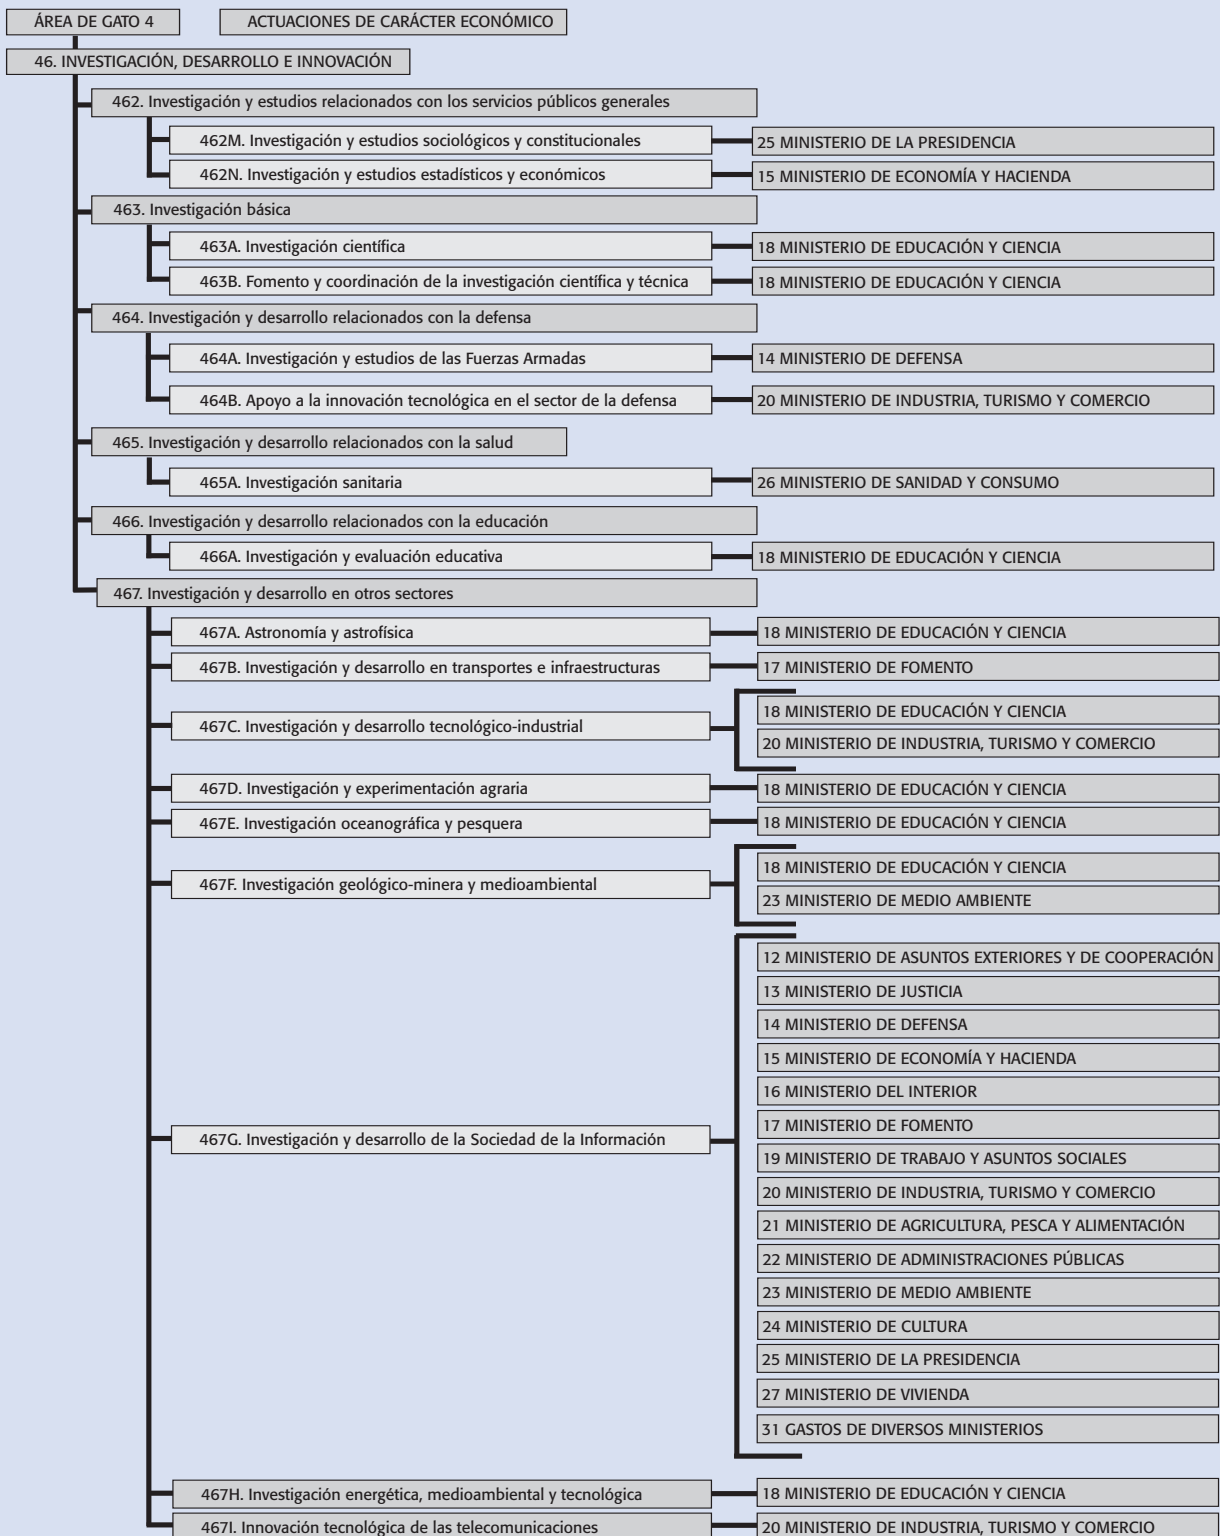 ÁREA DE GATO 4 ACTUACIONES DE CARÁCTER ECONÓMICO
46. INVESTIGACIÓN, DESARROLLO E INNOVACIÓN
462. Investigación y estudios relacionados con los servicios públicos generales
462M. Investigación y estudios sociológicos y constitucionales 25 MINISTERIO DE LA PRESIDENCIA
462N. Investigación y estudios estadísticos y económicos 15 MINISTERIO DE ECONOMÍA Y HACIENDA
463. Investigación básica
463A. Investigación científica 18 MINISTERIO DE EDUCACIÓN Y CIENCIA
463B. Fomento y coordinación de la investigación científica y técnica 18 MINISTERIO DE EDUCACIÓN Y CIENCIA
464. Investigación y desarrollo relacionados con la defensa
464A. Investigación y estudios de las Fuerzas Armadas 14 MINISTERIO DE DEFENSA
464B. Apoyo a la innovación tecnológica en el sector de la defensa 20 MINISTERIO DE INDUSTRIA, TURISMO Y COMERCIO
465. Investigación y desarrollo relacionados con la salud
465A. Investigación sanitaria 26 MINISTERIO DE SANIDAD Y CONSUMO
466. Investigación y desarrollo relacionados con la educación
466A. Investigación y evaluación educativa 18 MINISTERIO DE EDUCACIÓN Y CIENCIA
467. Investigación y desarrollo en otros sectores
467A. Astronomía y astrofísica 18 MINISTERIO DE EDUCACIÓN Y CIENCIA
467B. Investigación y desarrollo en transportes e infraestructuras 17 MINISTERIO DE FOMENTO
467C. Investigación y desarrollo tecnológico-industrial
18 MINISTERIO DE EDUCACIÓN Y CIENCIA
20 MINISTERIO DE INDUSTRIA, TURISMO Y COMERCIO
467D. Investigación y experimentación agraria 18 MINISTERIO DE EDUCACIÓN Y CIENCIA
467E. Investigación oceanográfica y pesquera 18 MINISTERIO DE EDUCACIÓN Y CIENCIA
467F. Investigación geológico-minera y medioambiental
18 MINISTERIO DE EDUCACIÓN Y CIENCIA
23 MINISTERIO DE MEDIO AMBIENTE
467G. Investigación y desarrollo de la Sociedad de la Información
12 MINISTERIO DE ASUNTOS EXTERIORES Y DE COOPERACIÓN
13 MINISTERIO DE JUSTICIA
14 MINISTERIO DE DEFENSA
15 MINISTERIO DE ECONOMÍA Y HACIENDA
16 MINISTERIO DEL INTERIOR
17 MINISTERIO DE FOMENTO
19 MINISTERIO DE TRABAJO Y ASUNTOS SOCIALES
20 MINISTERIO DE INDUSTRIA, TURISMO Y COMERCIO
21 MINISTERIO DE AGRICULTURA, PESCA Y ALIMENTACIÓN
22 MINISTERIO DE ADMINISTRACIONES PÚBLICAS
23 MINISTERIO DE MEDIO AMBIENTE
24 MINISTERIO DE CULTURA
25 MINISTERIO DE LA PRESIDENCIA
27 MINISTERIO DE VIVIENDA
31 GASTOS DE DIVERSOS MINISTERIOS
467H. Investigación energética, medioambiental y tecnológica 18 MINISTERIO DE EDUCACIÓN Y CIENCIA
467I. Innovación tecnológica de las telecomunicaciones 20 MINISTERIO DE INDUSTRIA, TURISMO Y COMERCIO